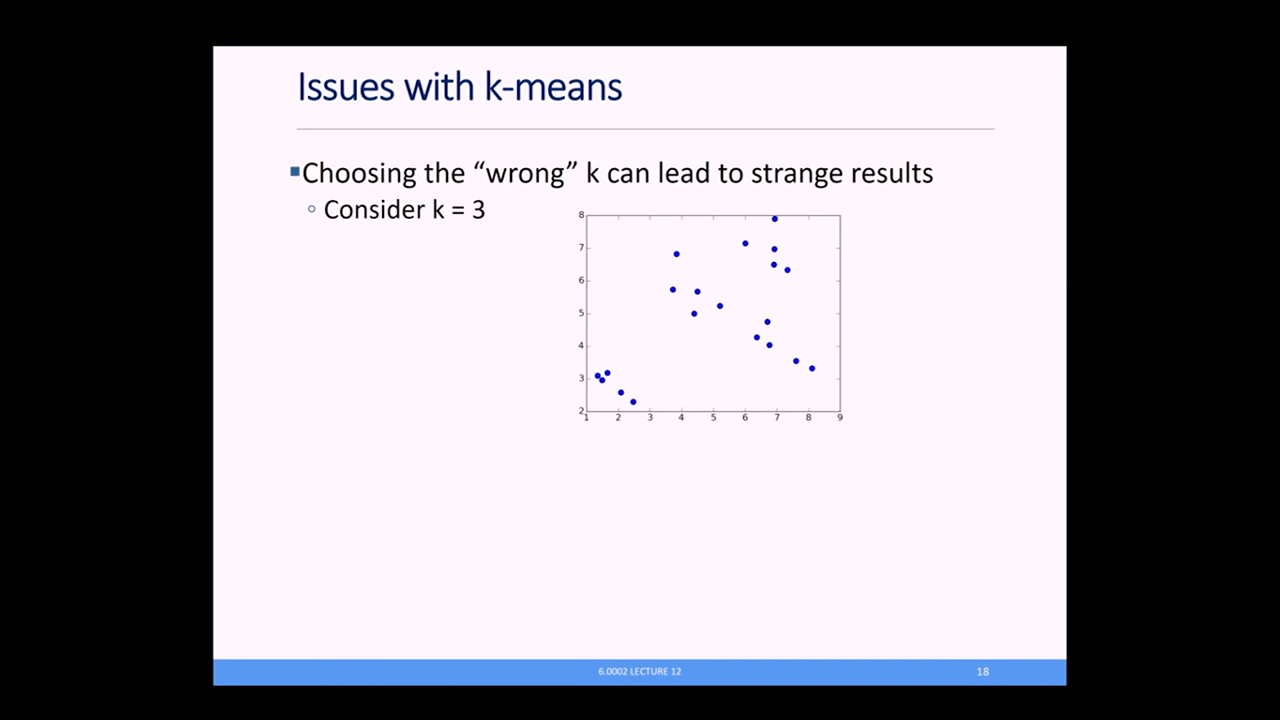 Issues with k-means
Choosing the “wrong” k can lead to strange results
Consider k = 3
8
7
6
5
4
3
2
1 2 3 4 5 6 7 8 9
6.0002 LECTURE 12
18